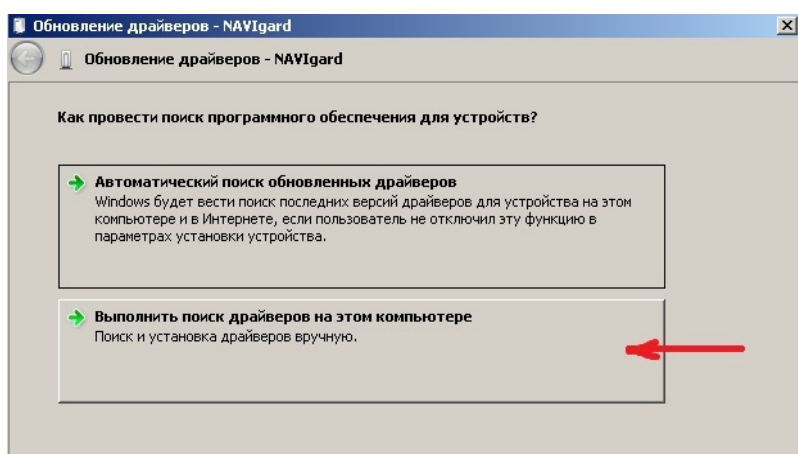 Обновление драйверов - NAVIgard
Обновление драйверов - NAVIgard
Как провести поиск программного обеспечения для устройств?
Автоматический поиск обновленных драйверов
Windows будет вести поиск последних версий драйверов для устройства на этом
компьютере и в Интернете, если пользователь не отключил эту функцию в
параметрах установки устройства.
Выполнить поиск драйверов на этом компьютере
Поиск и установка драйверов вручную.